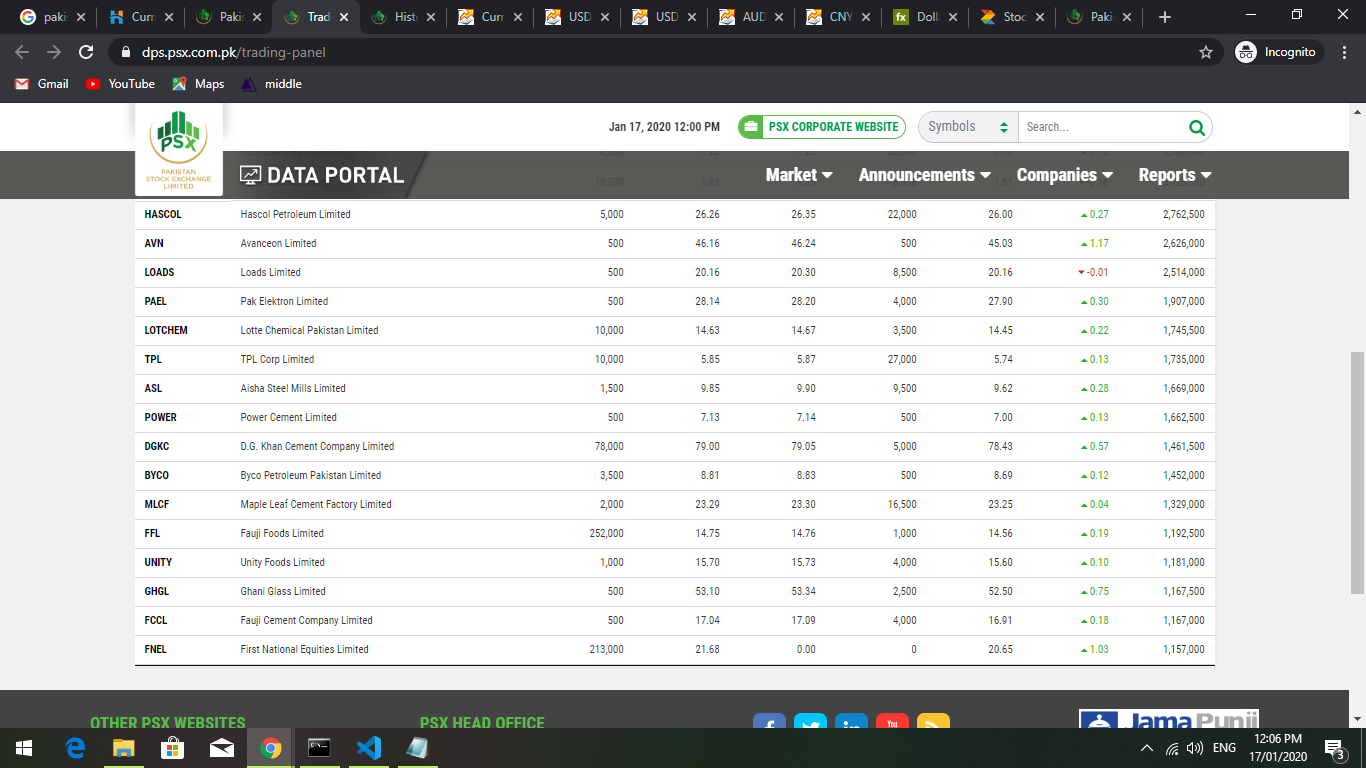 pakis Curre Pakis Tradi Histo Curre USD USD AUD CNY Dolla Stoc Pakis
dps.psx.com.pk/trading-panel Incognito
Gmail YouTube Maps middle
PSX
PAKISTAN
STOCK EXCHANGE
LIMITED
Jan 17, 2020 12:00 PM PSX CORPORATE WEBSITE Symbols Search...
DATA PORTAL Market Announcements Companies Reports
18,500 1.63
HASCOL Hascol Petroleum Limited 5,000 26.26 26.35 22,000 26.00 0.27 2,762,500
AVN Avanceon Limited 500 46.16 46.24 500 45.03 1.17 2,626,000
LOADS Loads Limited 500 20.16 20.30 8,500 20.16 -0.01 2,514,000
PAEL Pak Elektron Limited 500 28.14 28.20 4,000 27.90 0.30 1,907,000
LOTCHEM Lotte Chemical Pakistan Limited 10,000 14.63 14.67 3,500 14.45 0.22 1,745,500
TPL TPL Corp Limited 10,000 5.85 5.87 27,000 5.74 0.13 1,735,000
ASL Aisha Steel Mills Limited 1,500 9.85 9.90 9,500 9.62 0.28 1,669,000
POWER Power Cement Limited 500 7.13 7.14 500 7.00 0.13 1,662,500
DGKC D.G. Khan Cement Company Limited 78,000 79.00 79.05 5,000 78.43 0.57 1,461,500
BYCO Byco Petroleum Pakistan Limited 3,500 8.81 8.83 500 8.69 0.12 1,452,000
MLCF Maple Leaf Cement Factory Limited 2,000 23.29 23.30 16,500 23.25 0.04 1,329,000
FFL Fauji Foods Limited 252,000 14.75 14.76 1,000 14.56 0.19 1,192,500
UNITY Unity Foods Limited 1,000 15.70 15.73 4,000 15.60 0.10 1,181,000
GHGL Ghani Glass Limited 500 53.10 53.34 2,500 52.50 0.75 1,167,500
FCCL Fauji Cement Company Limited 500 17.04 17.09 4,000 16.91 0.18 1,167,000
FNEL First National Equities Limited 213,000 21.68 0.00 0 20.65 1.03 1,157,000
OTHER PSX WEBSITES PSX HEAD OFFICE You Jama Punji
ENG 12:06 PM
17/01/2020 3